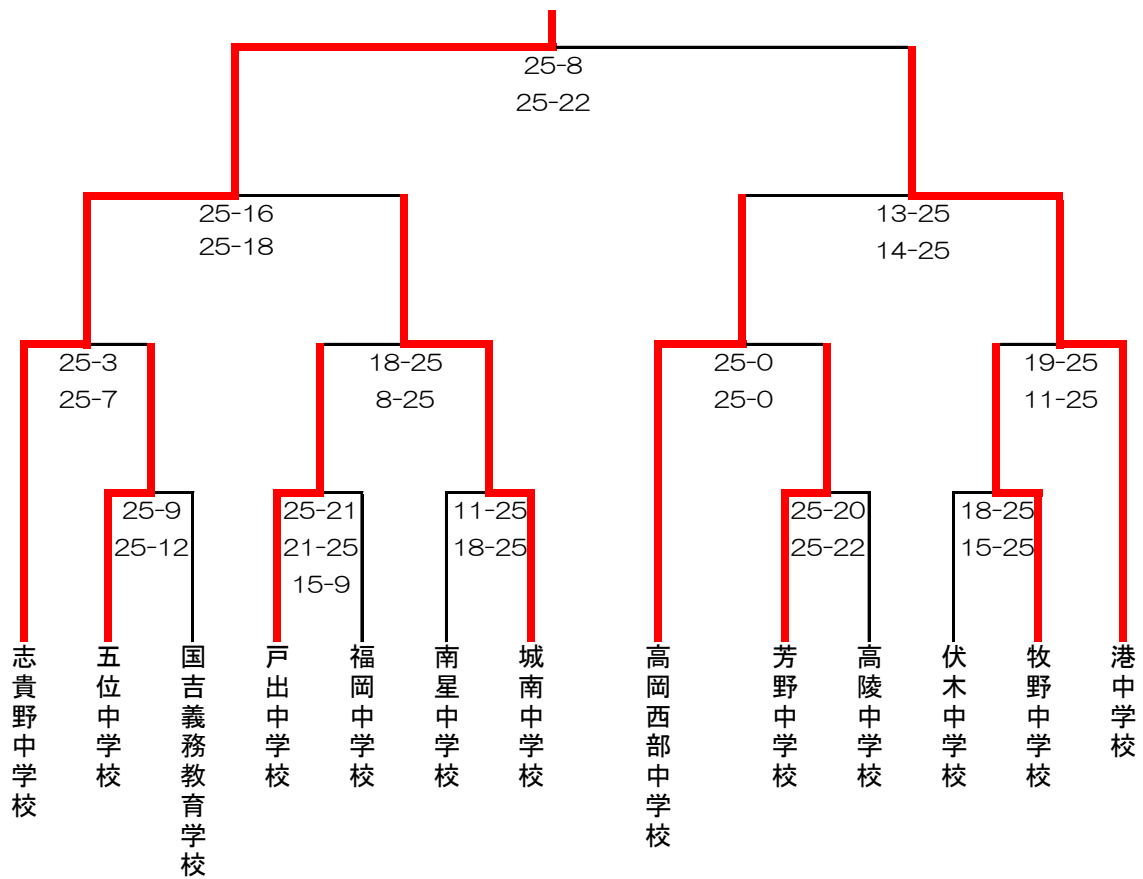 25-8
25-22
25-16
25-18
13-25
14-25
25-3
25-7
18-25
8-25
25-0
25-0
19-25
11-25
25-9
25-12
25-21
21-25
15-9
11-25
18-25
25-20
25-22
18-25
15-25
志貴野中学校
五位中学校
国吉義務教育学校
戸出中学校
福岡中学校
南星中学校
城南中学校
高岡西部中学校
芳野中学校
高陵中学校
伏木中学校
牧野中学校
港中学校